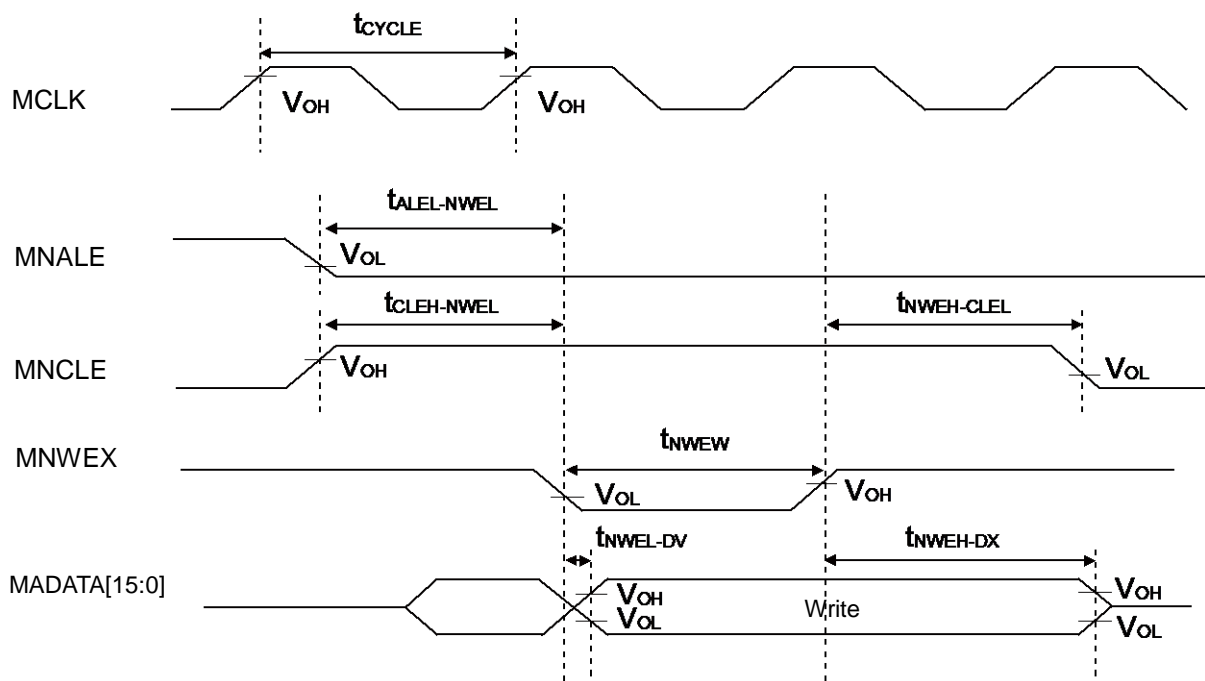 tCYCLE
MCLK
VOH
VOH
tALEL-NWEL
MNALE
VOL
tCLEH-NWEL
tNWEH-CLEL
MNCLE
VOH
VOL
tNWEW
MNWEX
VOL
VOH
tNWEL-DV
tNWEH-DX
MADATA[15:0]
VOH
VOL
Write
VOH
VOL